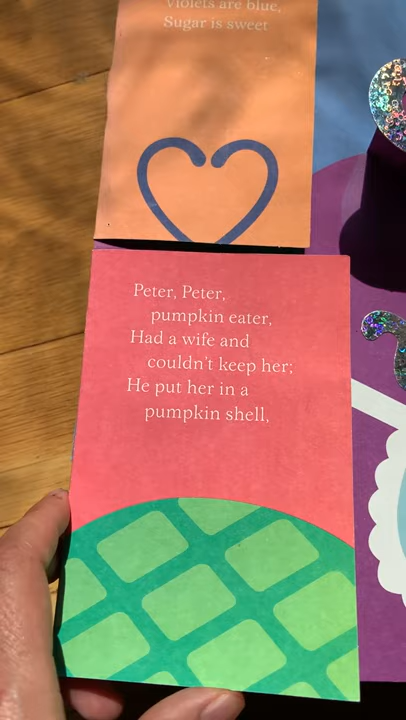 Violets are blue,
Sugar is sweet
Peter, Peter,
pumpkin eater,
Had a wife and
couldn't keep her;
He put her in a
pumpkin shell,